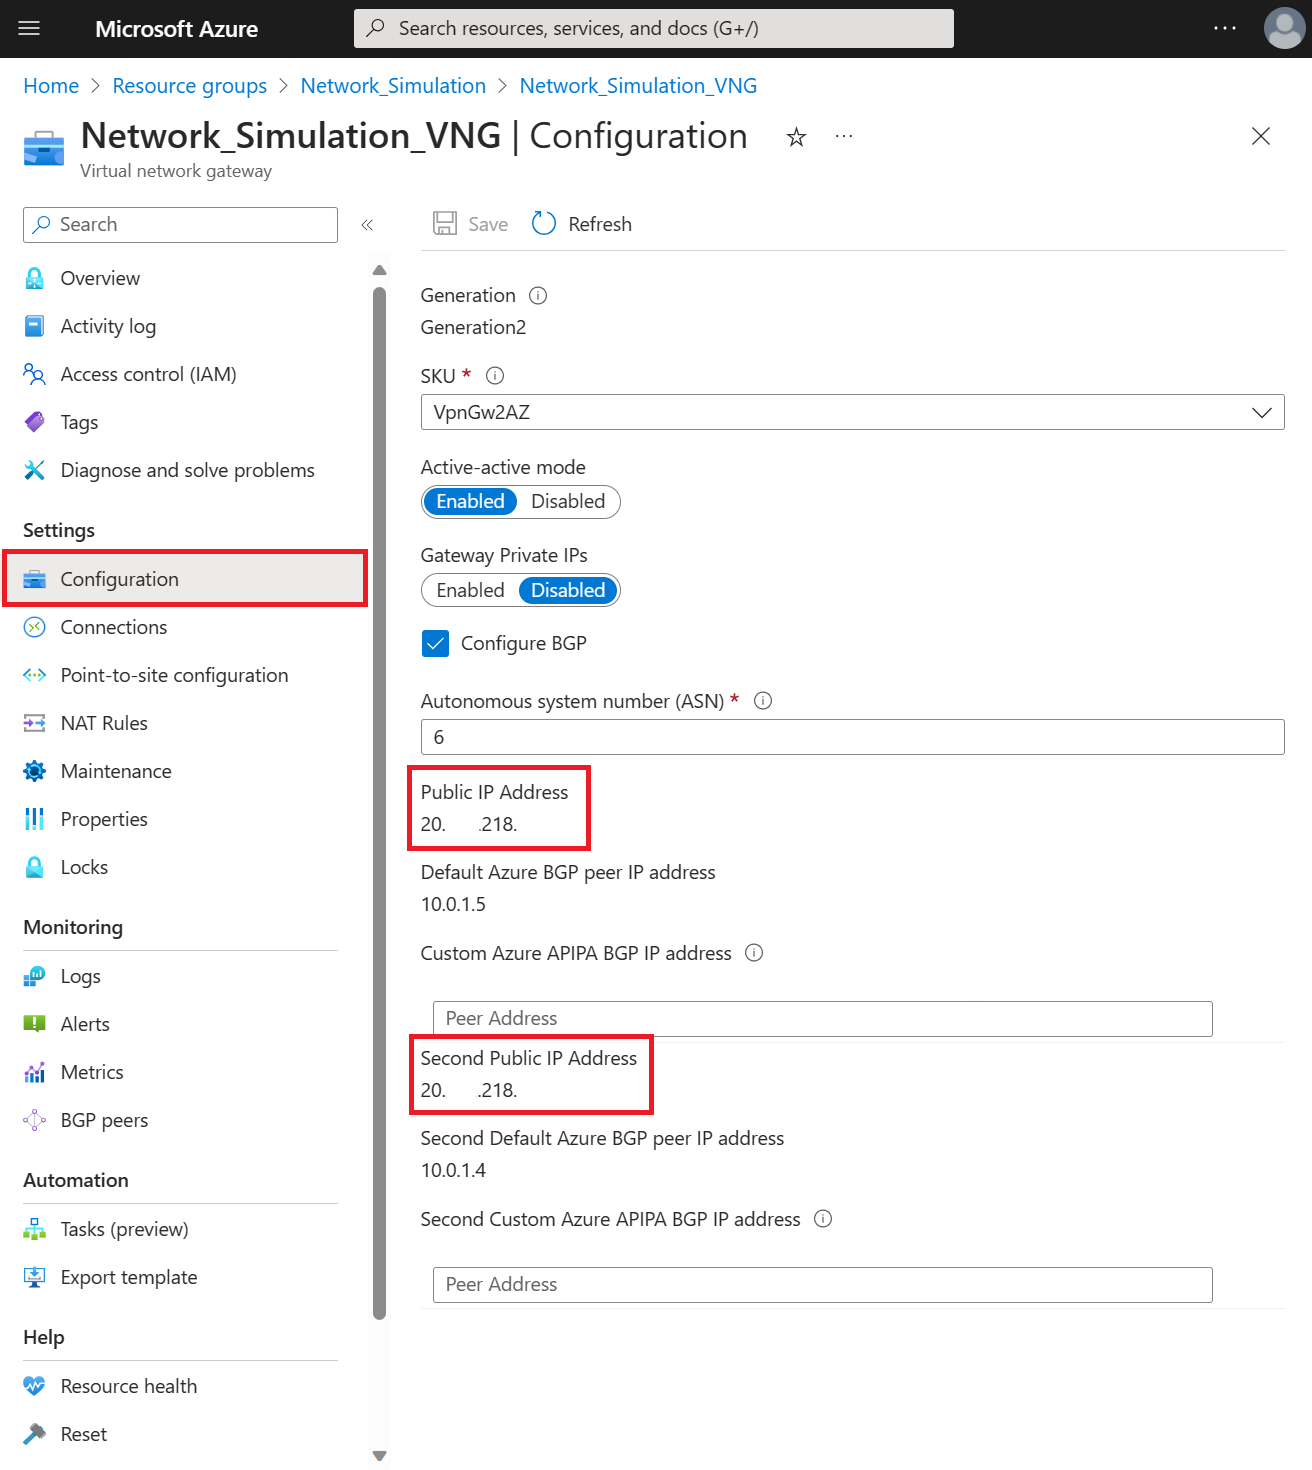 Microsoft Azure
Search resources, services, and docs (G+/)
Home > Resource groups > Network_Simulation > Network_Simulation_VNG
Network_Simulation_VNG | Configuration
Virtual network gateway
Search
Overview
Activity log
Access control (IAM)
Tags
Diagnose and solve problems
Settings
Configuration
Connections
Point-to-site configuration
NAT Rules
Maintenance
Properties
Locks
Monitoring
Logs
Alerts
Metrics
BGP peers
Automation
Tasks (preview)
Export template
Help
Resource health
Reset
Save Refresh
Generation
Generation2
SKU *
VpnGw2AZ
Active-active mode
Enabled Disabled
Gateway Private IPs
Enabled Disabled
Configure BGP
Autonomous system number (ASN) *
6
Public IP Address
20. .218.
Default Azure BGP peer IP address
10.0.1.5
Custom Azure APIPA BGP IP address
Peer Address
Second Public IP Address
20. .218.
Second Default Azure BGP peer IP address
10.0.1.4
Second Custom Azure APIPA BGP IP address
Peer Address